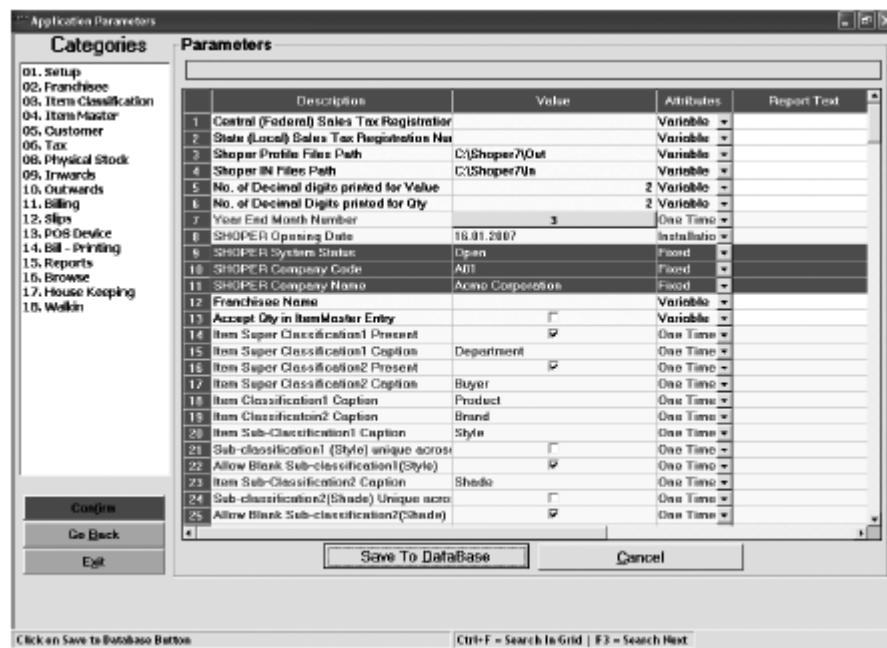 Application Parameters
Categories
01. Setup
02. Franchisee
03. Item Classification
04. Item Master
05. Customer
06. Tax
08. Physical Stock
09. Inwards
10. Outwards
11. Billing
12. Slips
13. POS Device
14. Bill - Printing
15. Reports
16. Browse
17. House Keeping
18. Walkin
Confirm
Go Back
Exit
Parameters
Description Value Attributes Report Text
1 Central (Federal) Sales Tax Registration Variable
2 State (Local) Sales Tax Registration Nu Variable
3 Shoper Profile Files Path C:\Shoper7\Out Variable
4 Shoper IN Files Path C:\Shoper7\In Variable
5 No. of Decimal digits printed for Value 2 Variable
6 No. of Decimal Digits printed for Qty 2 Variable
7 Year End Month Number 3 One Time
8 SHOPER Opening Date 16.01.2007 Installatio
9 SHOPER System Status Open Fixed
10 SHOPER Company Code A01 Fixed
11 SHOPER Company Name Acme Corporation Fixed
12 Franchisee Name Variable
13 Accept Qty in ItemMaster Entry Variable
14 Item Super Classification1 Present One Time
15 Item Super Classification1 Caption Department One Time
16 Item Super Classification2 Present One Time
17 Item Super Classification2 Caption Buyer One Time
18 Item Classification1 Caption Product One Time
19 Item Classificatoin2 Caption Brand One Time
20 Item Sub-Classification1 Caption Style One Time
21 Sub-classification1 (Style) unique acros One Time
22 Allow Blank Sub-classification1(Style) One Time
23 Item Sub-Classification2 Caption Shade One Time
24 Sub-classification2(Shade) Unique acro One Time
25 Allow Blank Sub-classification2(Shade) One Time
Save To DataBase Cancel
Click on Save to Database Button Ctrl+F = Search In Grid | F3 = Search Next